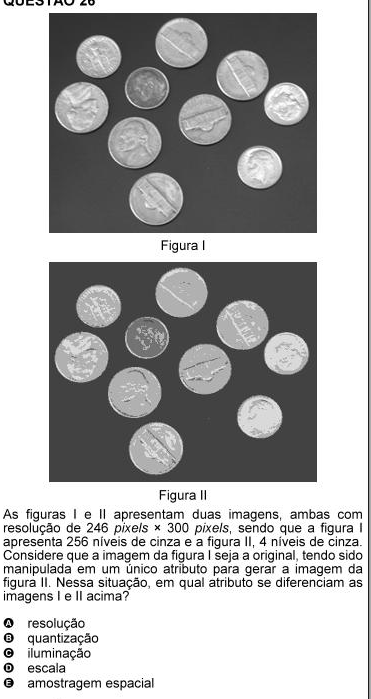 QUESTÃO 26
Figura I
Figura II
As figuras I e II apresentam duas imagens, ambas com
resolução de 246 pixels × 300 pixels, sendo que a figura I
apresenta 256 níveis de cinza e a figura II, 4 níveis de cinza.
Considere que a imagem da figura I seja a original, tendo sido
manipulada em um único atributo para gerar a imagem da
figura II. Nessa situação, em qual atributo se diferenciam as
imagens I e II acima?
A resolução
B quantização
C iluminação
D escala
E amostragem espacial